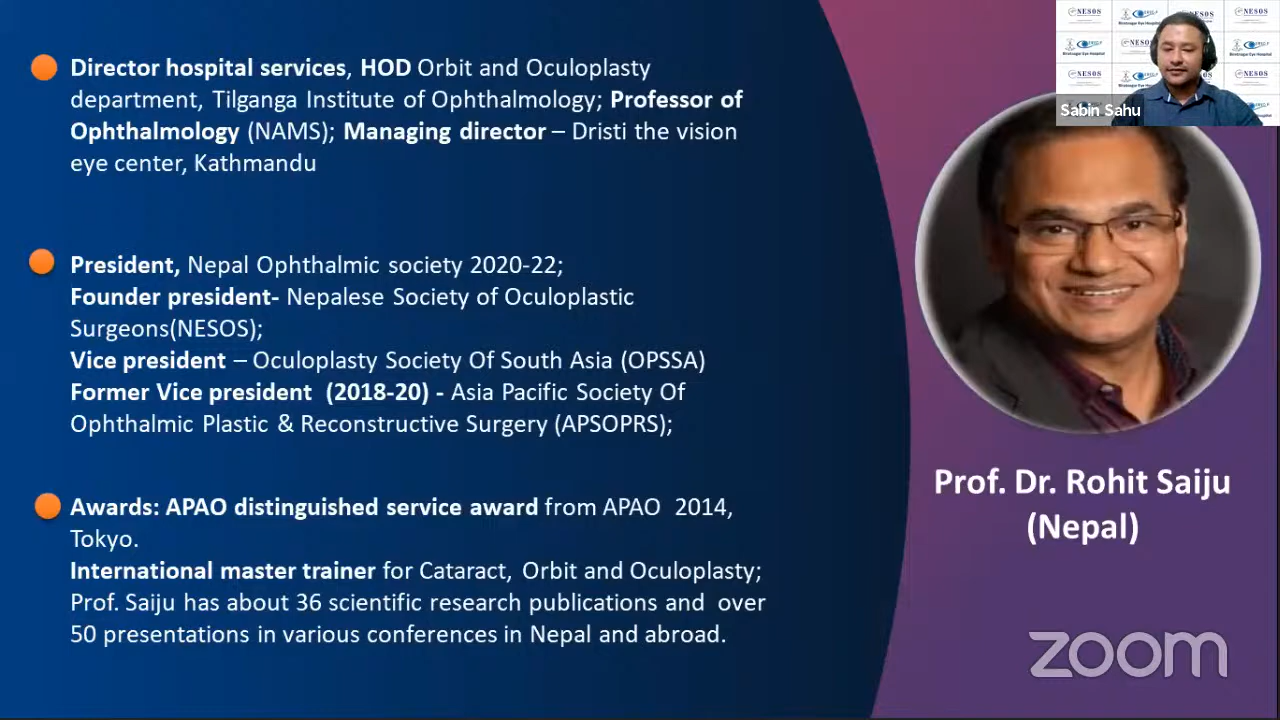 Director hospital services, HOD Orbit and Oculoplasty
department, Tilganga Institute of Ophthalmology; Professor of
Ophthalmology (NAMS); Managing director – Dristi the vision
eye center, Kathmandu
President, Nepal Ophthalmic society 2020-22;
Founder president- Nepalese Society of Oculoplastic
Surgeons(NESOS);
Vice president – Oculoplasty Society Of South Asia (OPSSA)
Former Vice president (2018-20) - Asia Pacific Society Of
Ophthalmic Plastic & Reconstructive Surgery (APSOPRS);
Awards: APAO distinguished service award from APAO 2014,
Tokyo.
International master trainer for Cataract, Orbit and Oculoplasty;
Prof. Saiju has about 36 scientific research publications and over
50 presentations in various conferences in Nepal and abroad.
NESOS
Biratnagar Eye Hospital
Sabin Sahu
Prof. Dr. Rohit Saiju
(Nepal)
zoom